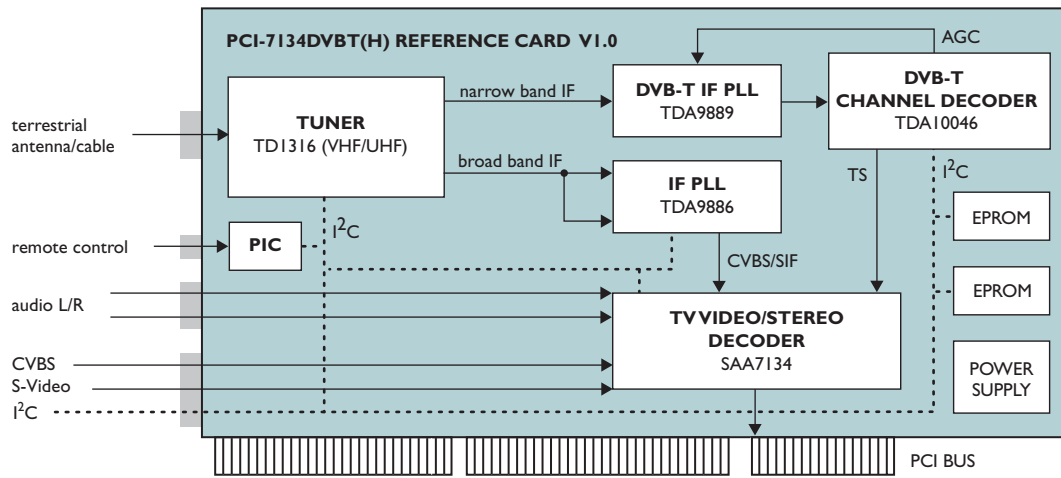 PCI-7134DVBT(H) REFERENCE CARD V1.0
AGC
TUNER
TD1316 (VHF/UHF)
narrow band IF
DVB-T IF PLL
TDA9889
DVB-T
CHANNEL DECODER
TDA10046
terrestrial
antenna/cable
broad band IF
IF PLL
TDA9886
TS
I²C
EPROM
remote control
PIC
I²C
CVBS/SIF
audio L/R
TV VIDEO/STEREO
DECODER
SAA7134
EPROM
CVBS
S-Video
I²C
POWER
SUPPLY
PCI BUS